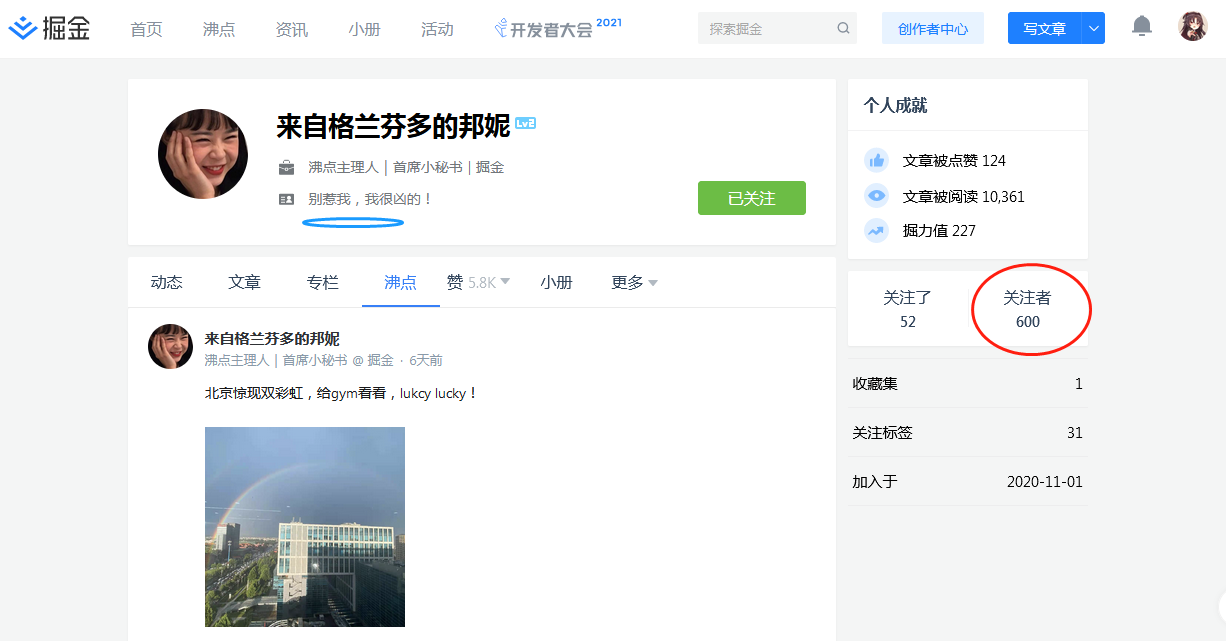 掘金 首页 沸点 资讯 小册 活动 开发者大会 2021 探索掘金 创作者中心 写文章
来自格兰芬多的邦妮 Lv2
沸点主理人 | 首席小秘书 | 掘金
别惹我，我很凶的！
已关注
个人成就
文章被点赞 124
文章被阅读 10,361
掘力值 227
动态 文章 专栏 沸点 赞 5.8K 小册 更多
关注了 关注者
52 600
来自格兰芬多的邦妮
沸点主理人 | 首席小秘书 @ 掘金 · 6天前
北京惊现双彩虹，给gym看看，lukcy lucky！
收藏集 1
关注标签 31
加入于 2020-11-01